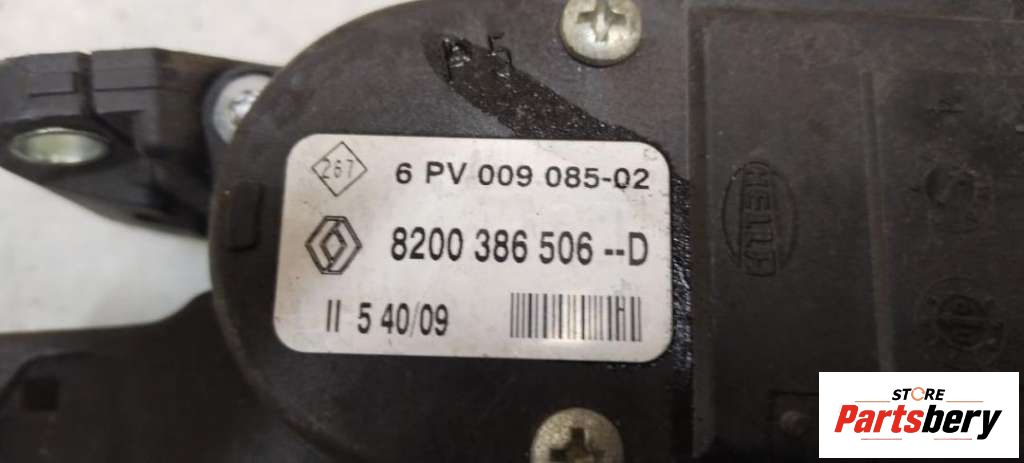 267
6 PV 009 085-02
8200 386 506 --D
II 5 40/09
HELLA
STORE
Partsbery